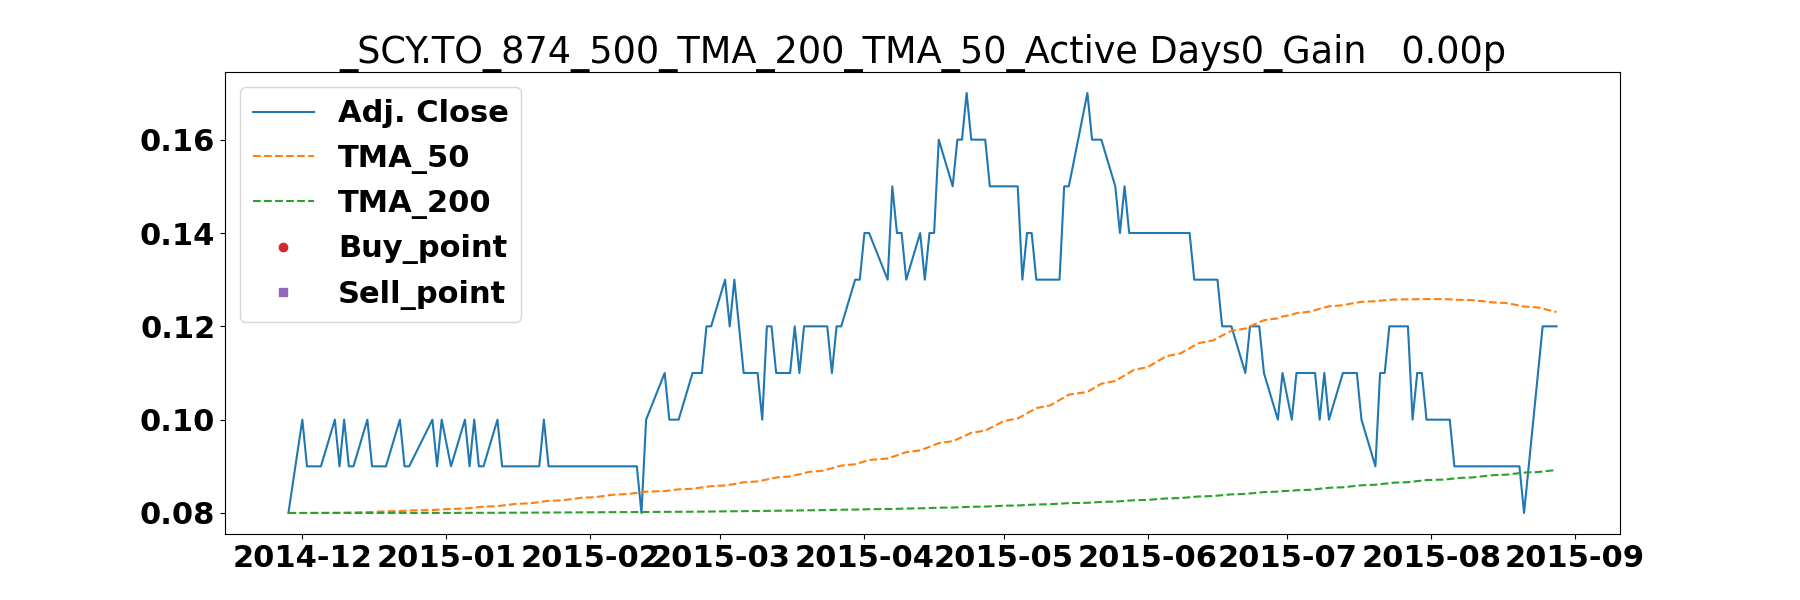 _SCY.TO_874_500_TMA_200_TMA_50_Active Days0_Gain   0.00p
Adj. Close
TMA_50
TMA_200
Buy_point
Sell_point
0.16
0.14
0.12
0.10
0.08
2014-12 2015-01 2015-02 2015-03 2015-04 2015-05 2015-06 2015-07 2015-08 2015-09